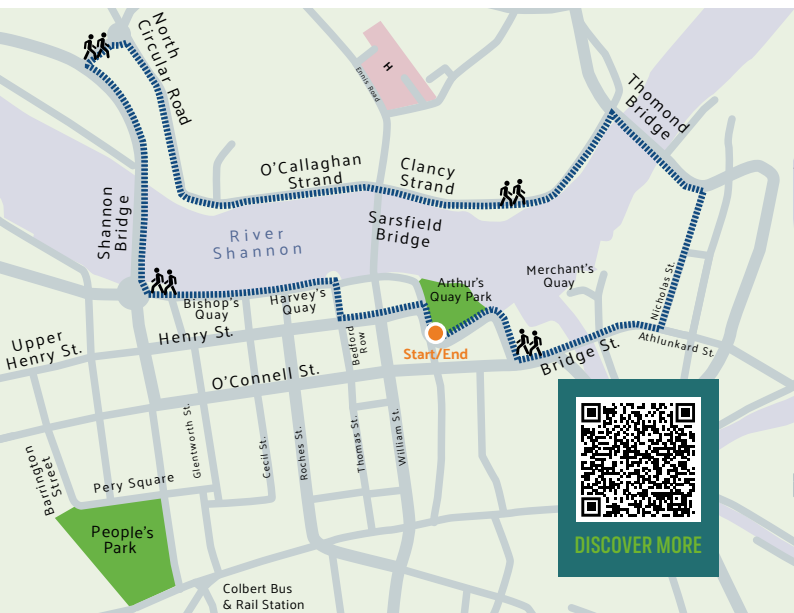 North
Circular Road
H
Ennis Road
Thomond
Bridge
O'Callaghan
Strand
Clancy
Strand
Shannon
Bridge
River
Shannon
Sarsfield
Bridge
Arthur's
Quay Park
Merchant's
Quay
Nicholas St.
Bishop's
Quay
Harvey's
Quay
Upper
Henry St.
Henry St.
Bedford
Row
Start/End
Bridge St.
Athlunkard St.
O'Connell St.
Barrington
Street
Pery Square
Glentworth St.
Cecil St.
Roches St.
Thomas St.
William St.
People's
Park
DISCOVER MORE
Colbert Bus
& Rail Station